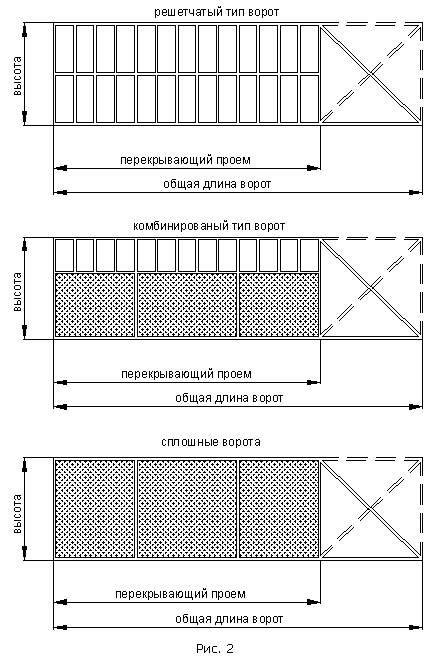 решетчатый тип ворот
высота
перекрывающий проем
общая длина ворот
комбинированый тип ворот
высота
перекрывающий проем
общая длина ворот
сплошные ворота
высота
перекрывающий проем
общая длина ворот
Рис. 2